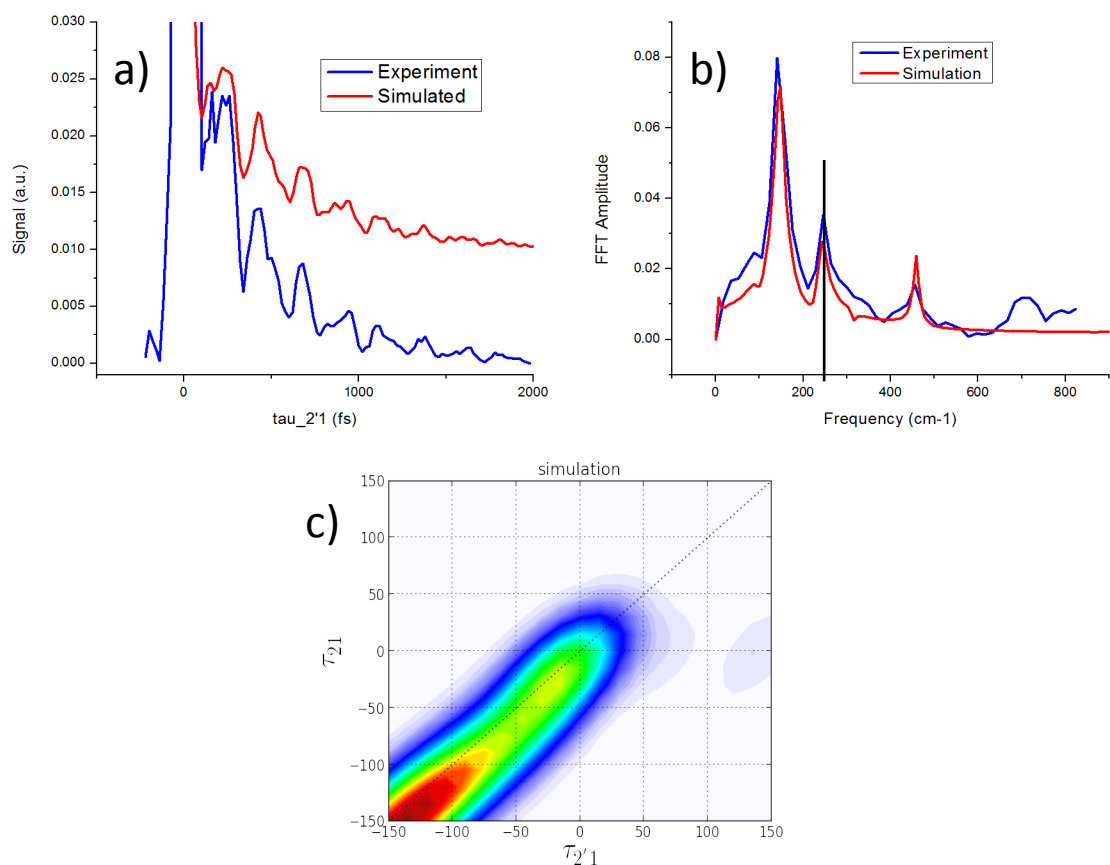 a)
Experiment
Simulated
0.030
0.025
0.020
0.015
0.010
0.005
0.000
Signal (a.u.)
0
1000
2000
tau_2'1 (fs)
b)
Experiment
Simulation
0.08
0.06
0.04
0.02
0.00
FFT Amplitude
0
200
400
600
800
Frequency (cm-1)
c)
simulation
150
100
50
0
−50
−100
−150
τ21
−150
−100
−50
0
50
100
150
τ2'1